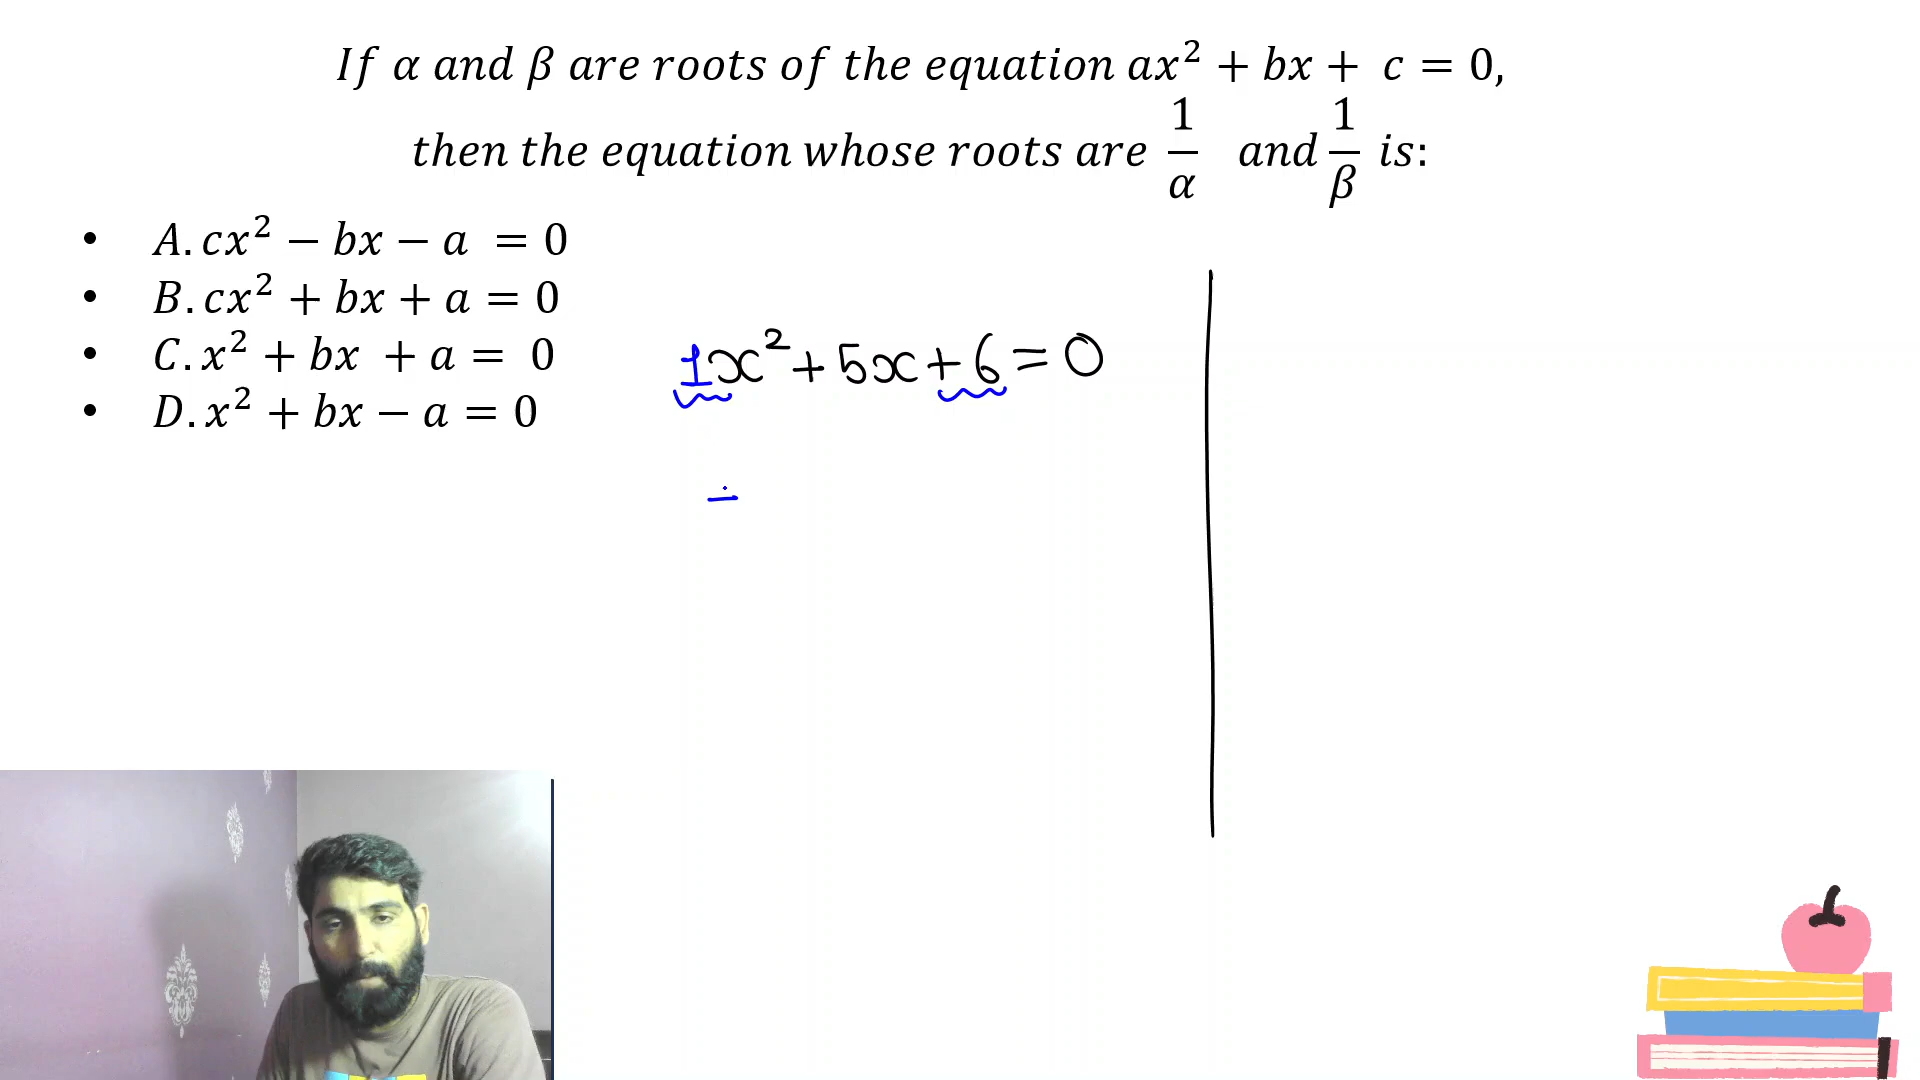 If α and β are roots of the equation ax² + bx + c = 0,
then the equation whose roots are 1/α and 1/β is:
• A. cx² − bx − a = 0
• B. cx² + bx + a = 0
• C. x² + bx + a = 0
• D. x² + bx − a = 0
1x² + 5x + 6 = 0